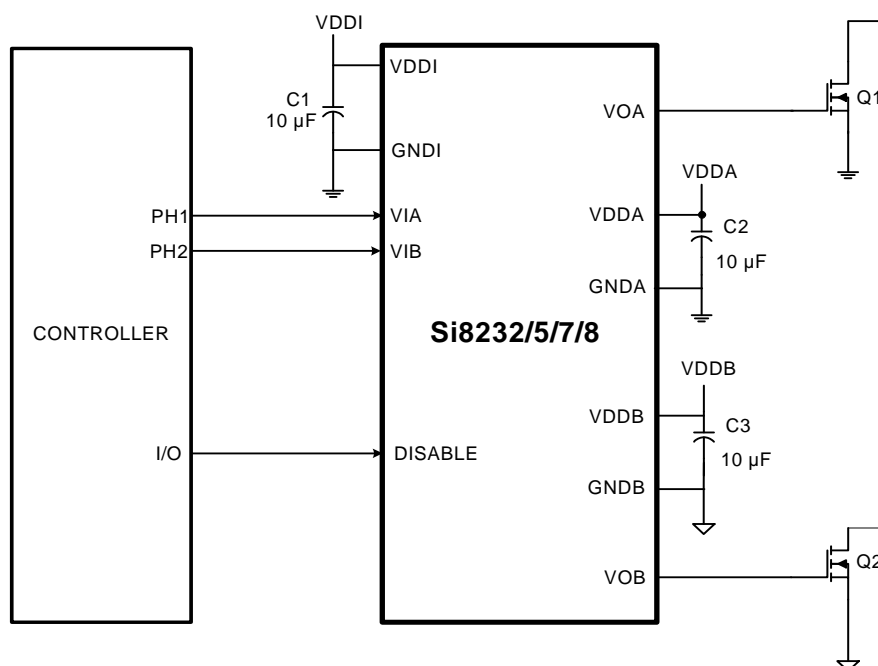 VDDI
VDDI
C1
10 µF
GNDI
PH1
VIA
PH2
VIB
CONTROLLER
Si8232/5/7/8
I/O
DISABLE
VOA
Q1
VDDA
VDDA
C2
10 µF
GNDA
VDDB
VDDB
C3
10 µF
GNDB
VOB
Q2